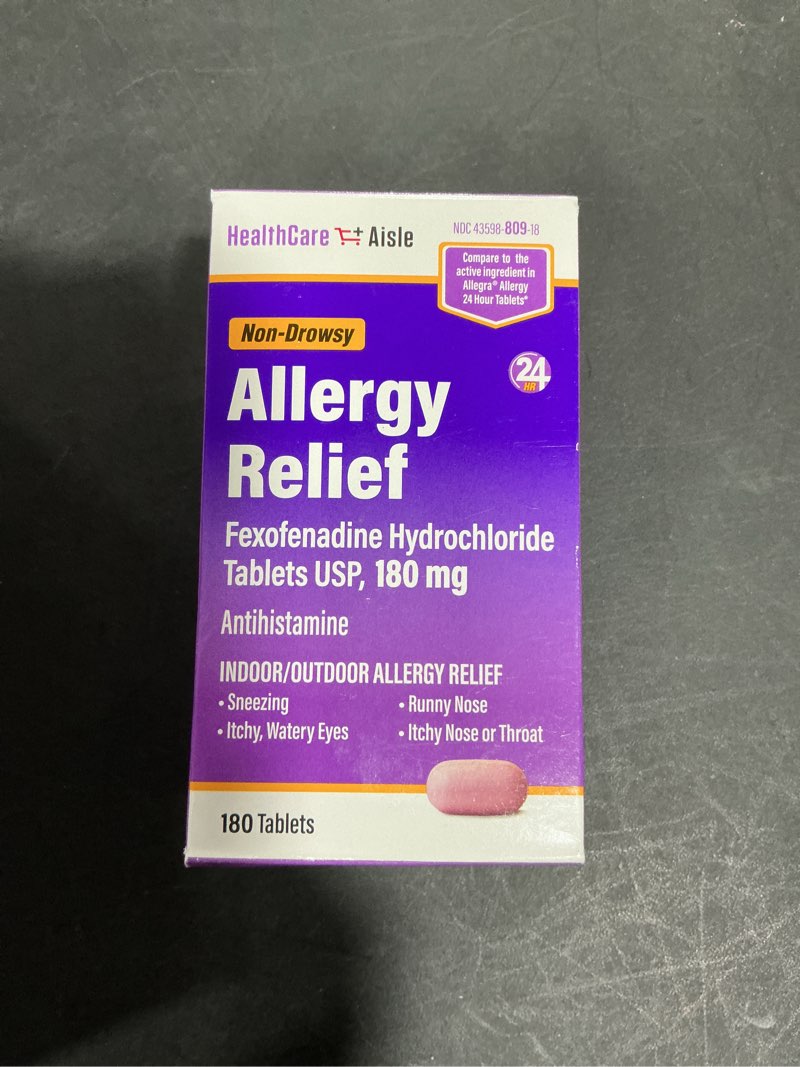 HealthCare + Aisle
NDC 43598-809-18
Compare to the
active ingredient in
Allegra® Allergy
24 Hour Tablets*
Non-Drowsy
24
HR
Allergy
Relief
Fexofenadine Hydrochloride
Tablets USP, 180 mg
Antihistamine
INDOOR/OUTDOOR ALLERGY RELIEF
• Sneezing
• Runny Nose
• Itchy, Watery Eyes
• Itchy Nose or Throat
180 Tablets